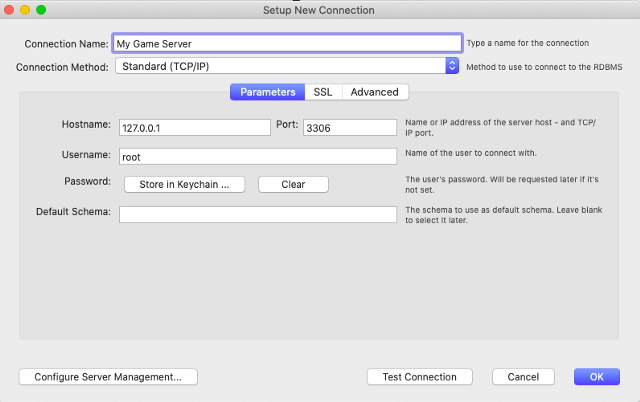 Setup New Connection
Connection Name: My Game Server Type a name for the connection
Connection Method: Standard (TCP/IP) Method to use to connect to the RDBMS
Parameters SSL Advanced
Hostname: 127.0.0.1 Port: 3306 Name or IP address of the server host - and TCP/
IP port.
Username: root Name of the user to connect with.
Password: Store in Keychain ... Clear The user's password. Will be requested later if it's
not set.
Default Schema: The schema to use as default schema. Leave blank
to select it later.
Configure Server Management... Test Connection Cancel OK